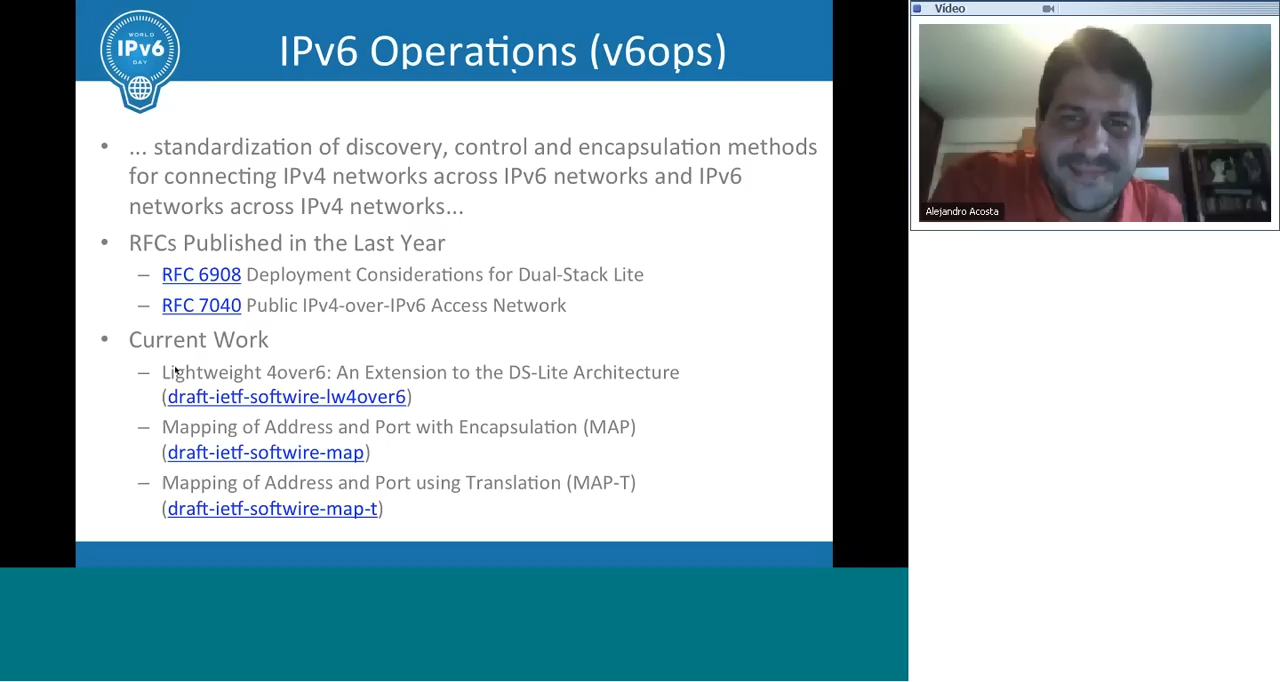 WORLD
IPv6
DAY
IPv6 Operations (v6ops)
• ... standardization of discovery, control and encapsulation methods
for connecting IPv4 networks across IPv6 networks and IPv6
networks across IPv4 networks...
• RFCs Published in the Last Year
– RFC 6908 Deployment Considerations for Dual-Stack Lite
– RFC 7040 Public IPv4-over-IPv6 Access Network
• Current Work
– Lightweight 4over6: An Extension to the DS-Lite Architecture
(draft-ietf-softwire-lw4over6)
– Mapping of Address and Port with Encapsulation (MAP)
(draft-ietf-softwire-map)
– Mapping of Address and Port using Translation (MAP-T)
(draft-ietf-softwire-map-t)
Vídeo
Alejandro Acosta